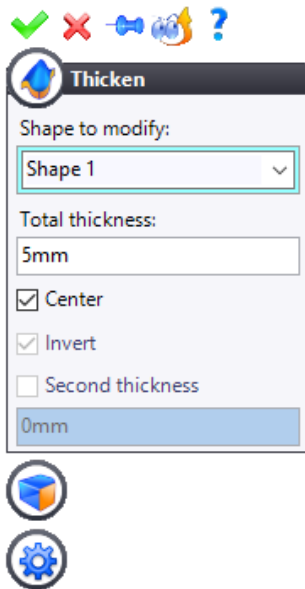 ?
Thicken
Shape to modify:
Shape 1
Total thickness:
5mm
Center
Invert
Second thickness
0mm